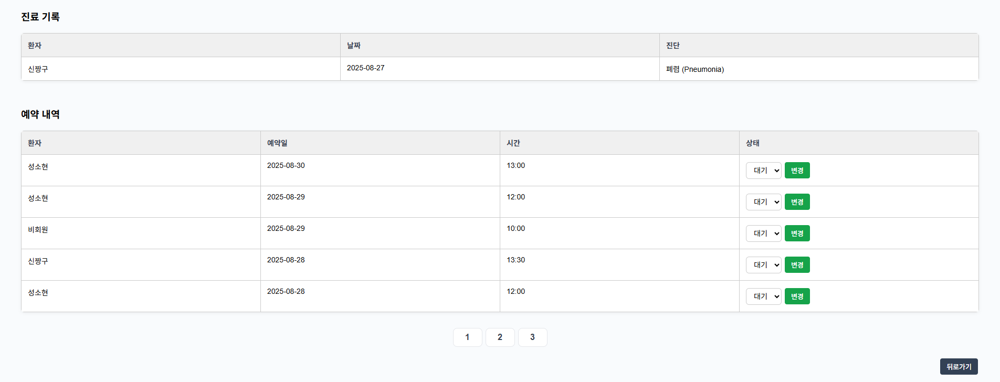 진료 기록
환자 날짜 진단
신짱구 2025-08-27 폐렴 (Pneumonia)
예약 내역
환자 예약일 시간 상태
성소현 2025-08-30 13:00 대기 변경
성소현 2025-08-29 12:00 대기 변경
비회원 2025-08-29 10:00 대기 변경
신짱구 2025-08-28 13:30 대기 변경
성소현 2025-08-28 12:00 대기 변경
1 2 3
뒤로가기